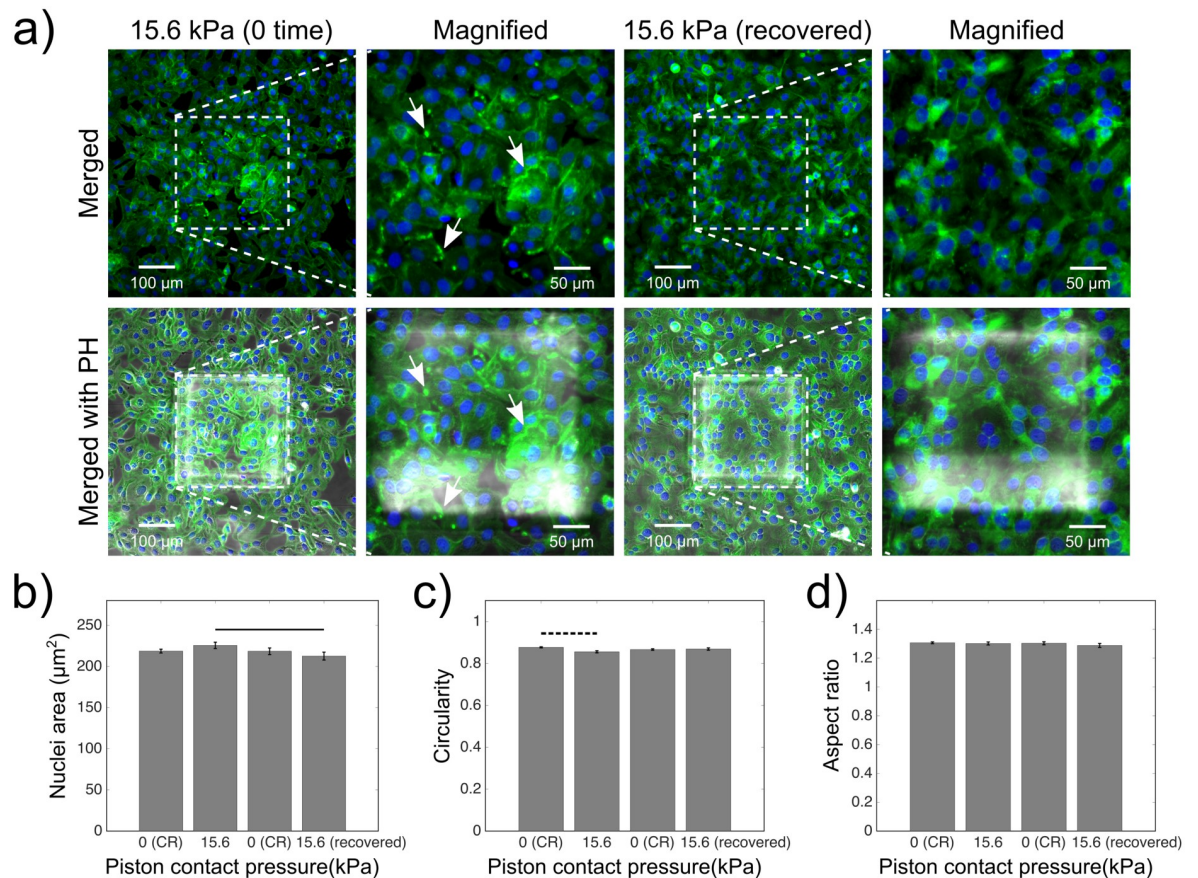 a)
15.6 kPa (0 time)
Magnified
15.6 kPa (recovered)
Magnified
Merged
100 µm
50 µm
100 µm
50 µm
Merged with PH
100 µm
50 µm
100 µm
50 µm
b)
Nuclei area (µm²)
250
200
150
100
50
0
0 (CR)
15.6
0 (CR)
15.6 (recovered)
Piston contact pressure(kPa)
c)
Circularity
1
0.8
0.6
0.4
0.2
0
0 (CR)
15.6
0 (CR)
15.6 (recovered)
Piston contact pressure(kPa)
d)
Aspect ratio
1.4
1.2
1
0.8
0.6
0.4
0.2
0
0 (CR)
15.6
0 (CR)
15.6 (recovered)
Piston contact pressure(kPa)